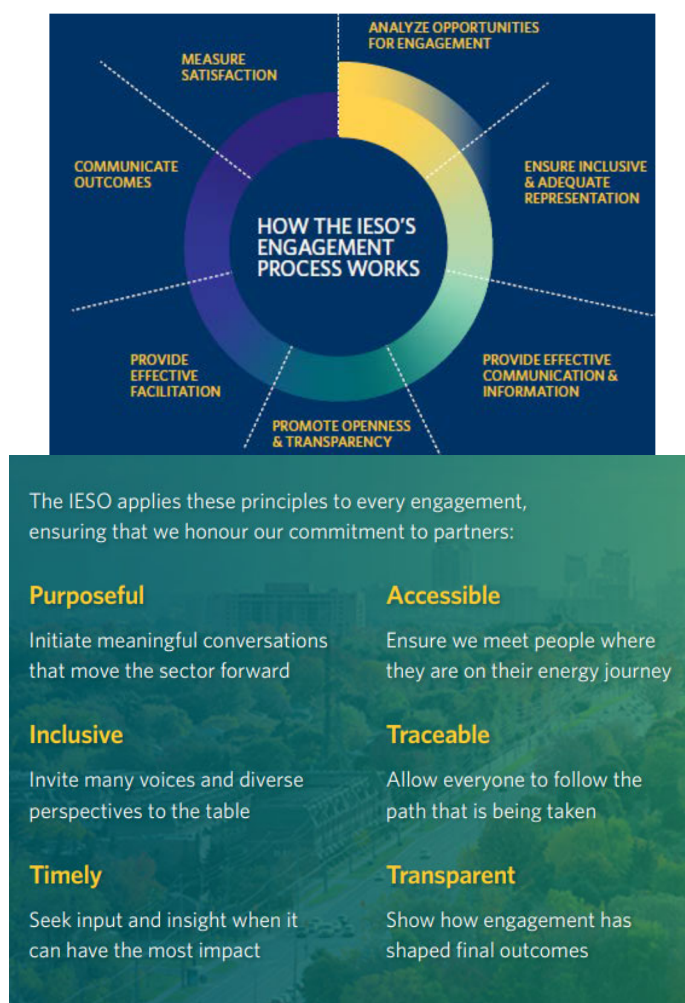 ANALYZE OPPORTUNITIES
FOR ENGAGEMENT
MEASURE
SATISFACTION
COMMUNICATE
OUTCOMES
ENSURE INCLUSIVE
& ADEQUATE
REPRESENTATION
HOW THE IESO'S
ENGAGEMENT
PROCESS WORKS
PROVIDE
EFFECTIVE
FACILITATION
PROVIDE EFFECTIVE
COMMUNICATION &
INFORMATION
PROMOTE OPENNESS
& TRANSPARENCY
The IESO applies these principles to every engagement,
ensuring that we honour our commitment to partners:
Purposeful
Initiate meaningful conversations
that move the sector forward
Accessible
Ensure we meet people where
they are on their energy journey
Inclusive
Invite many voices and diverse
perspectives to the table
Traceable
Allow everyone to follow the
path that is being taken
Timely
Seek input and insight when it
can have the most impact
Transparent
Show how engagement has
shaped final outcomes